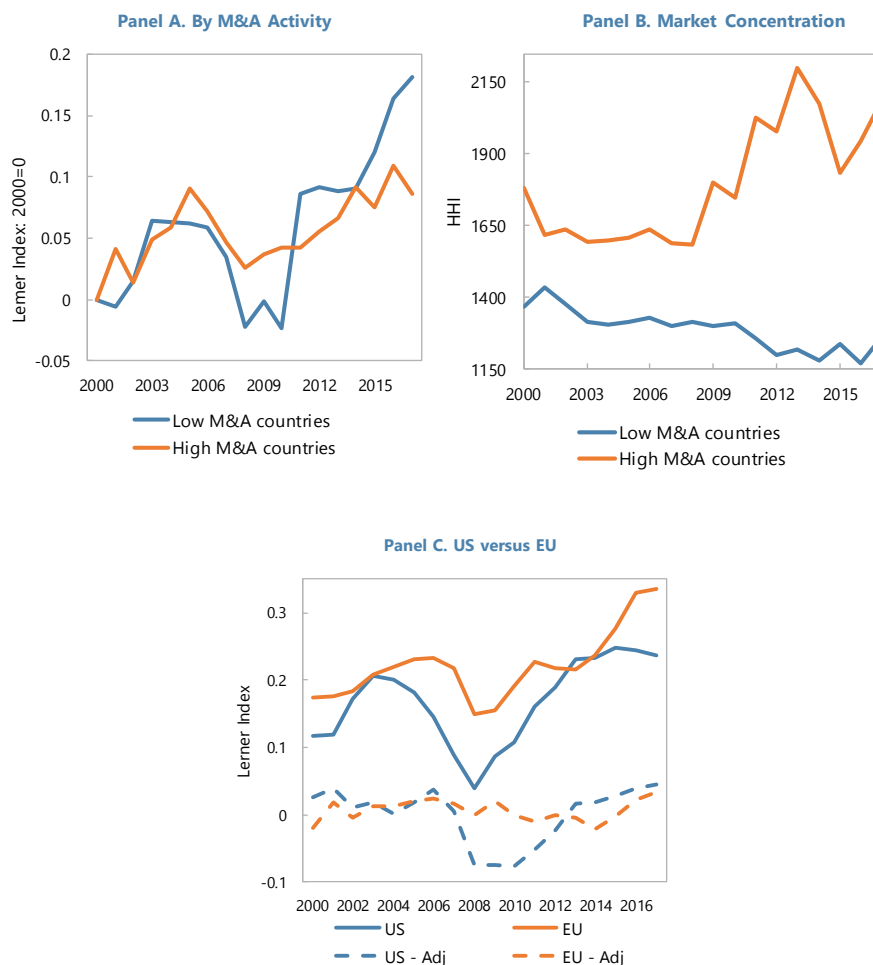 Panel A. By M&A Activity
0.2
0.15
0.1
0.05
0
-0.05
Lerner Index: 2000=0
2000 2003 2006 2009 2012 2015
Low M&A countries
High M&A countries
Panel B. Market Concentration
2150
1900
1650
1400
1150
HHI
2000 2003 2006 2009 2012 2015
Low M&A countries
High M&A countries
Panel C. US versus EU
0.3
0.2
0.1
0
-0.1
Lerner Index
2000 2002 2004 2006 2008 2010 2012 2014 2016
US EU
US - Adj EU - Adj